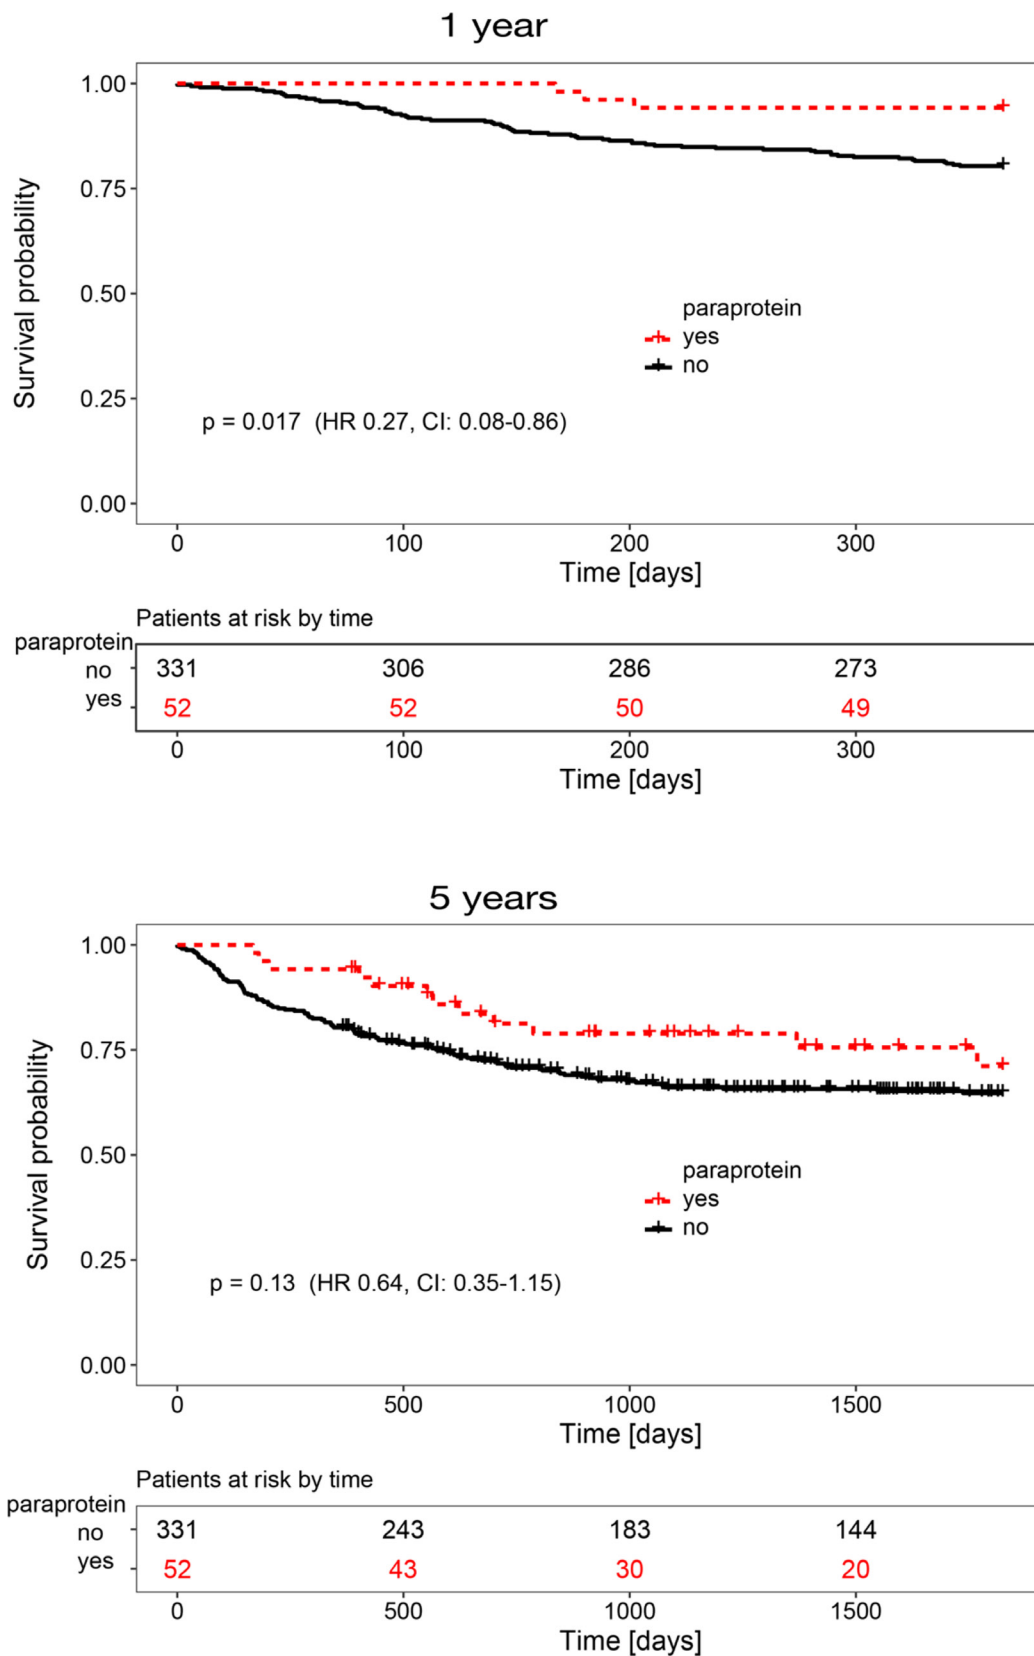 1 year
1.00
0.75
0.50
0.25
0.00
Survival probability
paraprotein
yes
no
p = 0.017 (HR 0.27, CI: 0.08-0.86)
0 100 200 300
Time [days]
Patients at risk by time
paraprotein
no 331 306 286 273
yes 52 52 50 49
0 100 200 300
Time [days]
5 years
1.00
0.75
0.50
0.25
0.00
Survival probability
paraprotein
yes
no
p = 0.13 (HR 0.64, CI: 0.35-1.15)
0 500 1000 1500
Time [days]
Patients at risk by time
paraprotein
no 331 243 183 144
yes 52 43 30 20
0 500 1000 1500
Time [days]